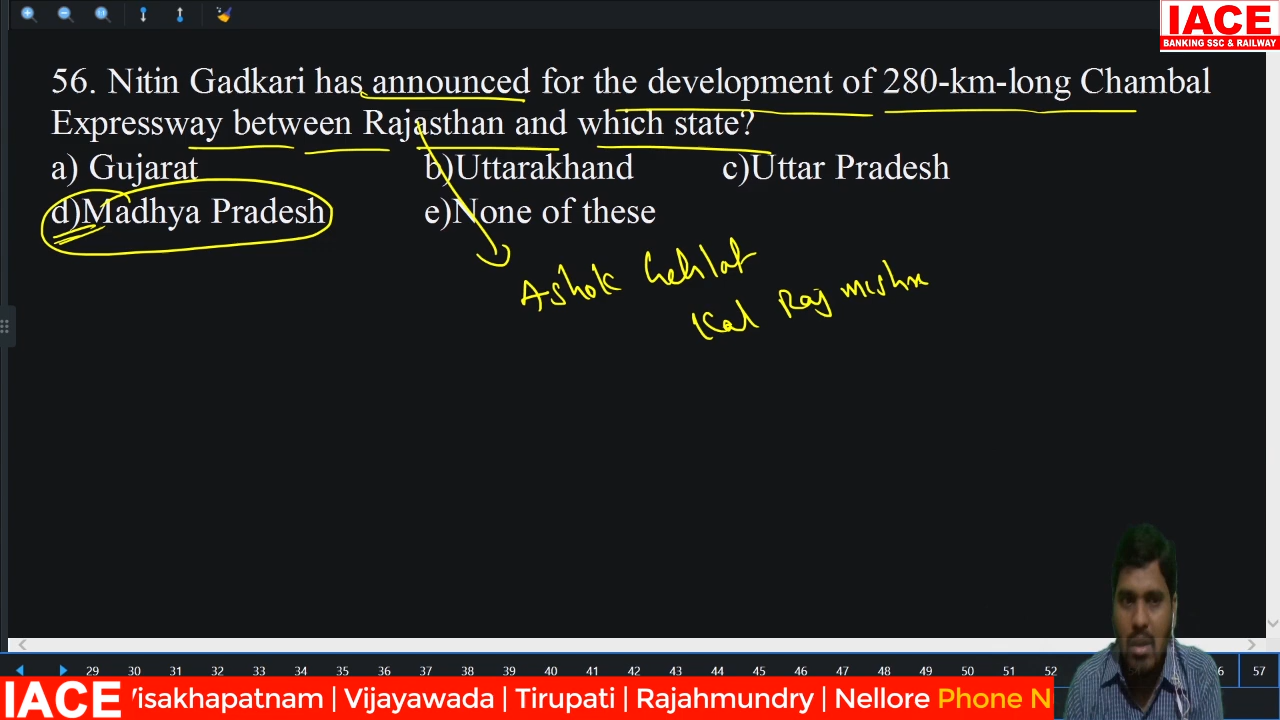 IACE
BANKING SSC & RAILWAY
56. Nitin Gadkari has announced for the development of 280-km-long Chambal
Expressway between Rajasthan and which state?
a) Gujarat b)Uttarakhand c)Uttar Pradesh
d)Madhya Pradesh e)None of these
Ashok Gehlot
Kal Raj Mishra
29 30 31 32 33 34 35 36 37 38 39 40 41 42 43 44 45 46 47 48 49 50 51 52 6 57
IACE Visakhapatnam | Vijayawada | Tirupati | Rajahmundry | Nellore Phone N